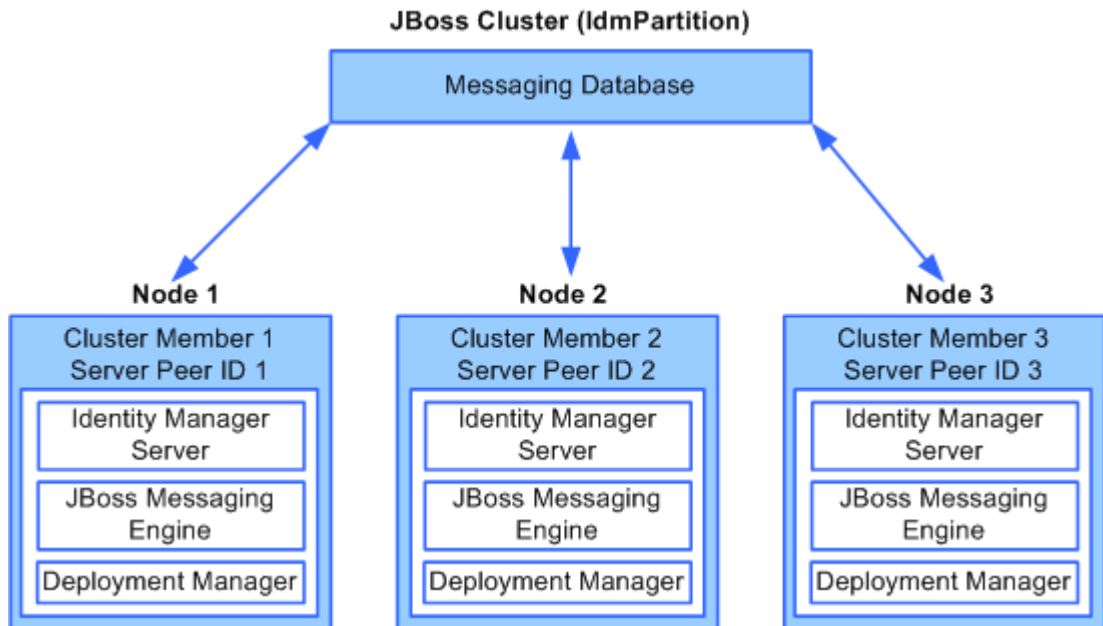 JBoss Cluster (IdmPartition)
Messaging Database
Node 1
Cluster Member 1
Server Peer ID 1
Identity Manager
Server
JBoss Messaging
Engine
Deployment Manager
Node 2
Cluster Member 2
Server Peer ID 2
Identity Manager
Server
JBoss Messaging
Engine
Deployment Manager
Node 3
Cluster Member 3
Server Peer ID 3
Identity Manager
Server
JBoss Messaging
Engine
Deployment Manager